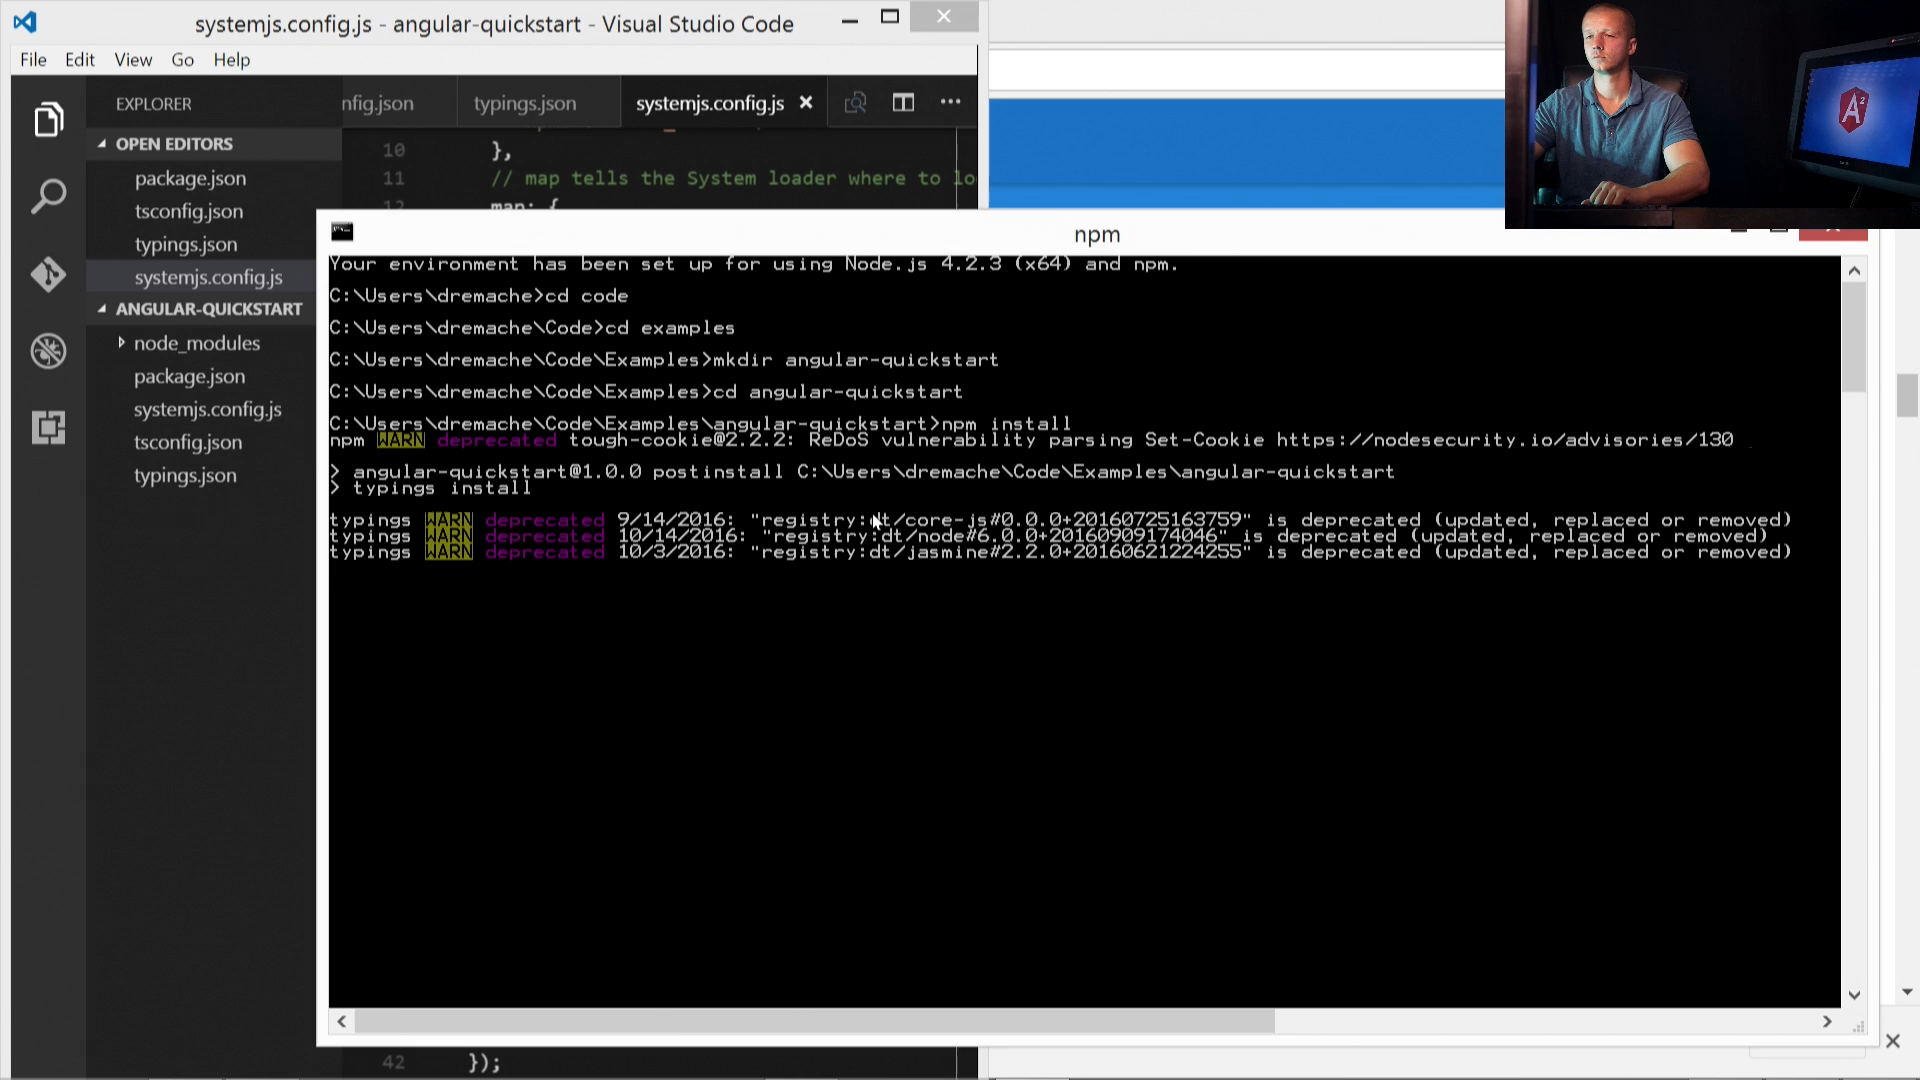 systemjs.config.js - angular-quickstart - Visual Studio Code
File Edit View Go Help
EXPLORER
nfig.json typings.json systemjs.config.js
OPEN EDITORS
package.json
tsconfig.json
typings.json
systemjs.config.js
ANGULAR-QUICKSTART
node_modules
package.json
systemjs.config.js
tsconfig.json
typings.json
10 },
11 // map tells the System loader where to lo
12 map: {
42 });
A2
npm
Your environment has been set up for using Node.js 4.2.3 (x64) and npm.
C:\Users\dremache>cd code
C:\Users\dremache\Code>cd examples
C:\Users\dremache\Code\Examples>mkdir angular-quickstart
C:\Users\dremache\Code\Examples>cd angular-quickstart
C:\Users\dremache\Code\Examples\angular-quickstart>npm install
npm WARN deprecated tough-cookie@2.2.2: ReDoS vulnerability parsing Set-Cookie https://nodesecurity.io/advisories/130
> angular-quickstart@1.0.0 postinstall C:\Users\dremache\Code\Examples\angular-quickstart
> typings install
typings WARN deprecated 9/14/2016: "registry:dt/core-js#0.0.0+20160725163759" is deprecated (updated, replaced or removed)
typings WARN deprecated 10/14/2016: "registry:dt/node#6.0.0+20160909174046" is deprecated (updated, replaced or removed)
typings WARN deprecated 10/3/2016: "registry:dt/jasmine#2.2.0+20160621224255" is deprecated (updated, replaced or removed)